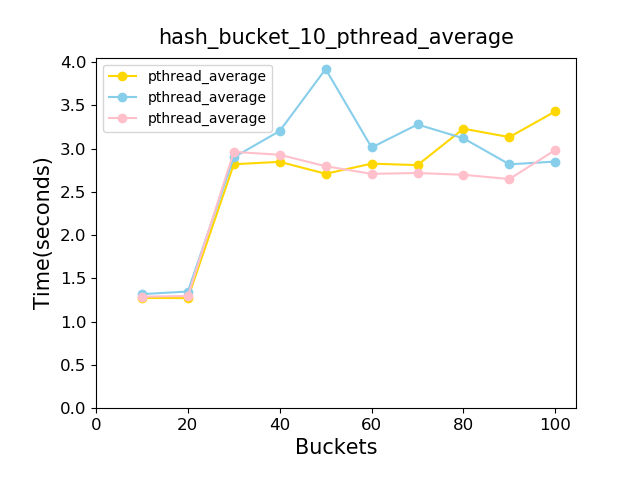 hash_bucket_10_pthread_average
pthread_average
pthread_average
pthread_average
Time(seconds)
4.0
3.5
3.0
2.5
2.0
1.5
1.0
0.5
0.0
0 20 40 60 80 100
Buckets